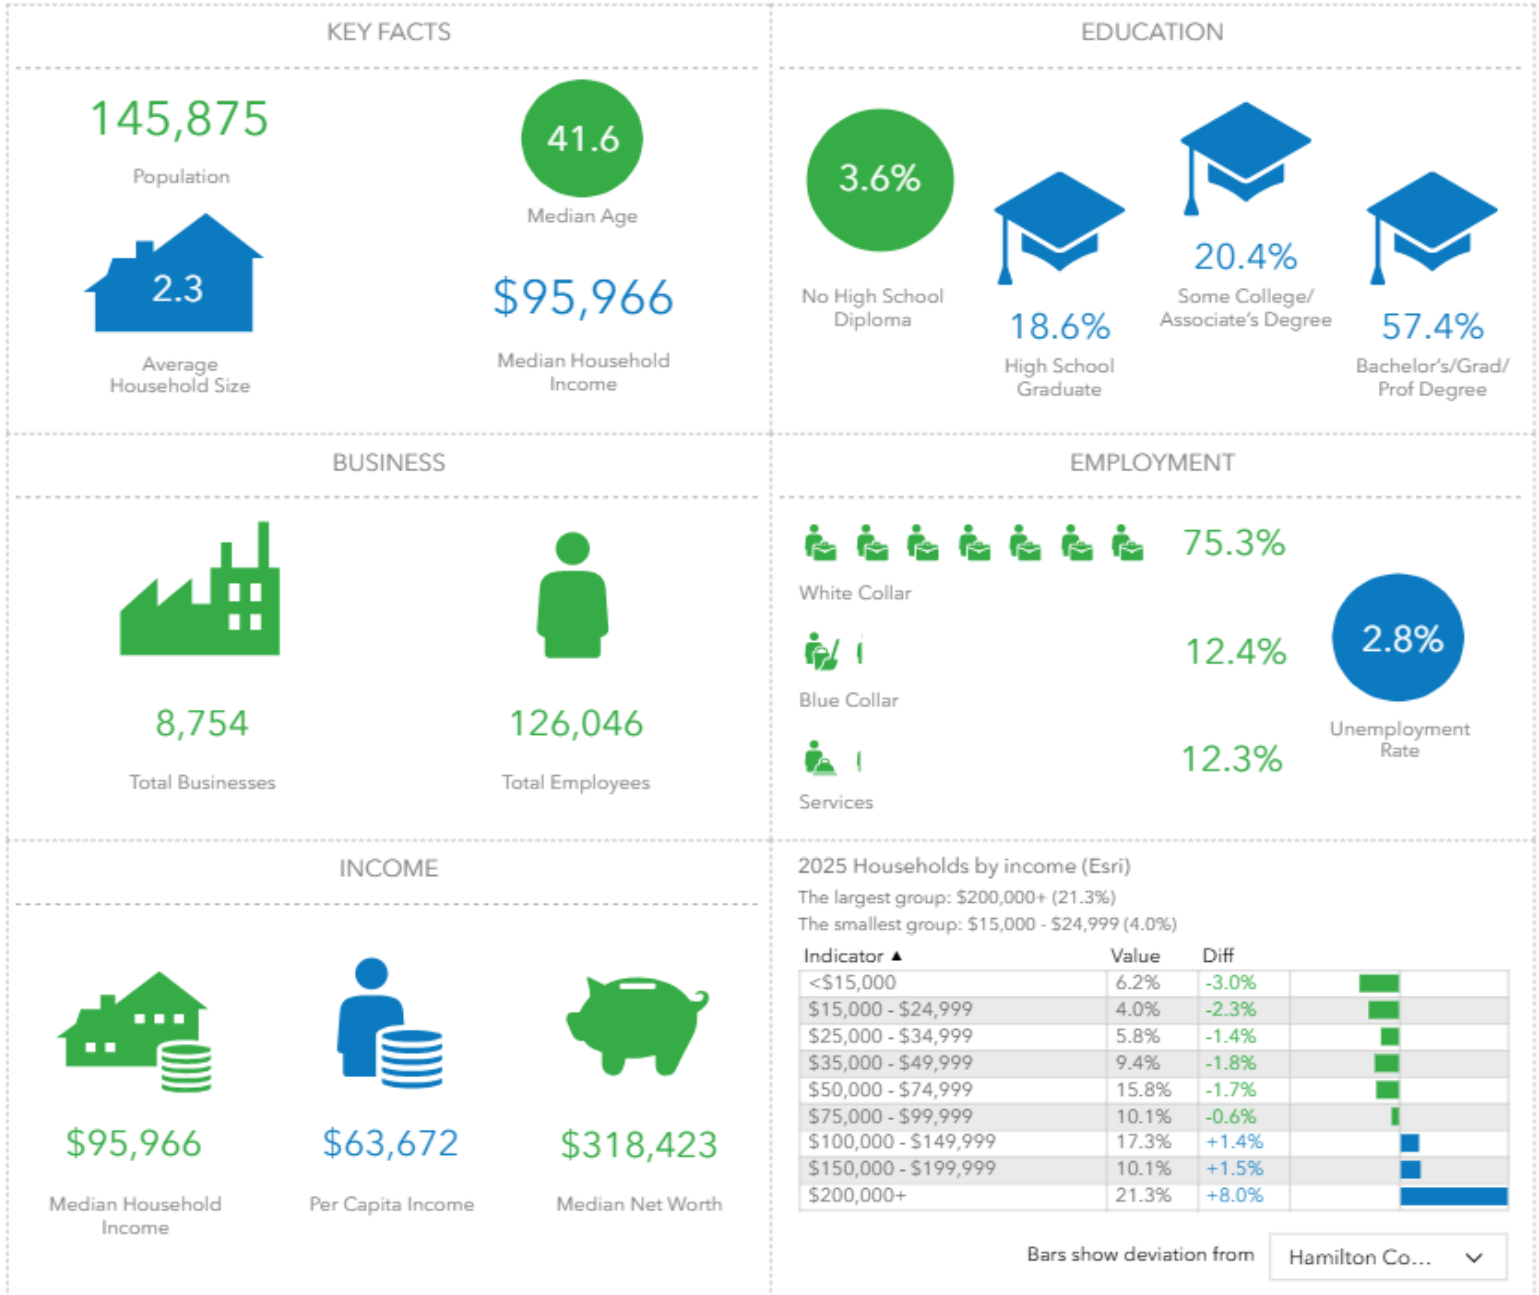 KEY FACTS
145,875
Population
41.6
Median Age
2.3
Average
Household Size
$95,966
Median Household
Income
EDUCATION
3.6%
No High School
Diploma
18.6%
High School
Graduate
20.4%
Some College/
Associate's Degree
57.4%
Bachelor's/Grad/
Prof Degree
BUSINESS
8,754
Total Businesses
126,046
Total Employees
EMPLOYMENT
75.3%
White Collar
12.4%
Blue Collar
12.3%
Services
2.8%
Unemployment
Rate
INCOME
$95,966
Median Household
Income
$63,672
Per Capita Income
$318,423
Median Net Worth
2025 Households by income (Esri)
The largest group: $200,000+ (21.3%)
The smallest group: $15,000 - $24,999 (4.0%)
Indicator ▲ Value Diff
<$15,000 6.2% -3.0%
$15,000 - $24,999 4.0% -2.3%
$25,000 - $34,999 5.8% -1.4%
$35,000 - $49,999 9.4% -1.8%
$50,000 - $74,999 15.8% -1.7%
$75,000 - $99,999 10.1% -0.6%
$100,000 - $149,999 17.3% +1.4%
$150,000 - $199,999 10.1% +1.5%
$200,000+ 21.3% +8.0%
Bars show deviation from Hamilton Co...